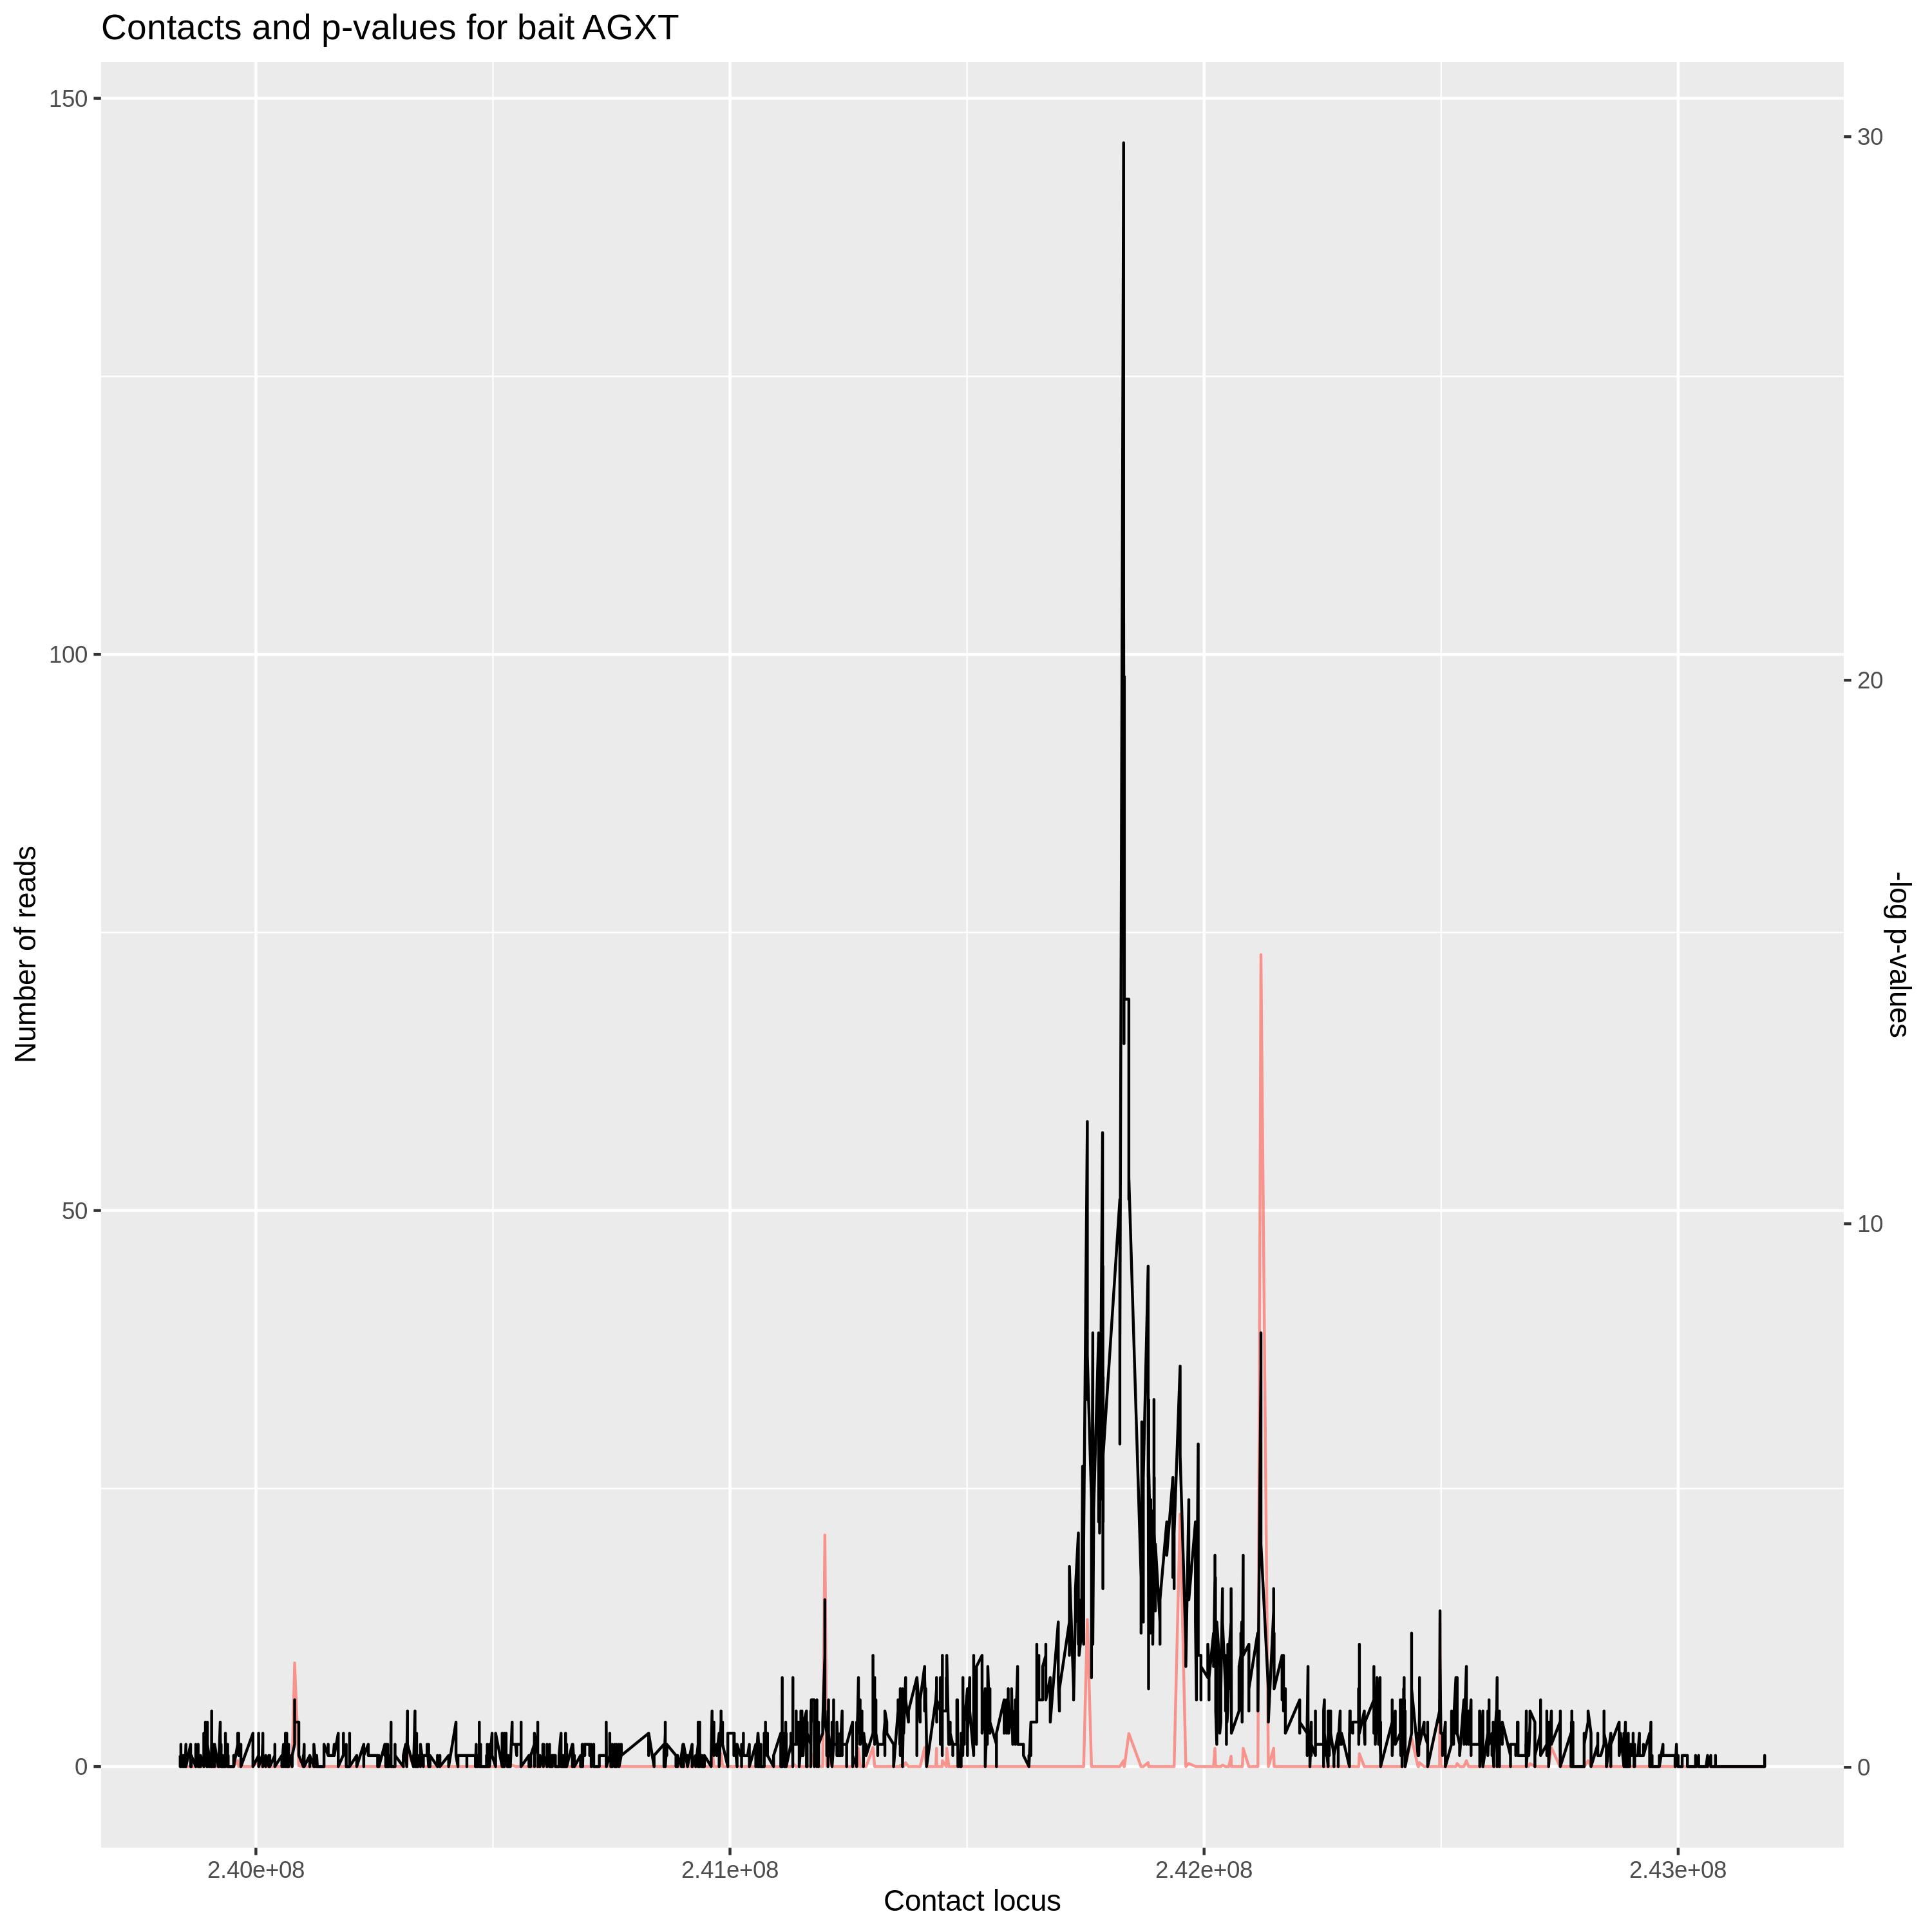 Contacts and p-values for bait AGXT
150
100
50
0
30
20
10
0
Number of reads
-log p-values
2.40e+08
2.41e+08
2.42e+08
2.43e+08
Contact locus